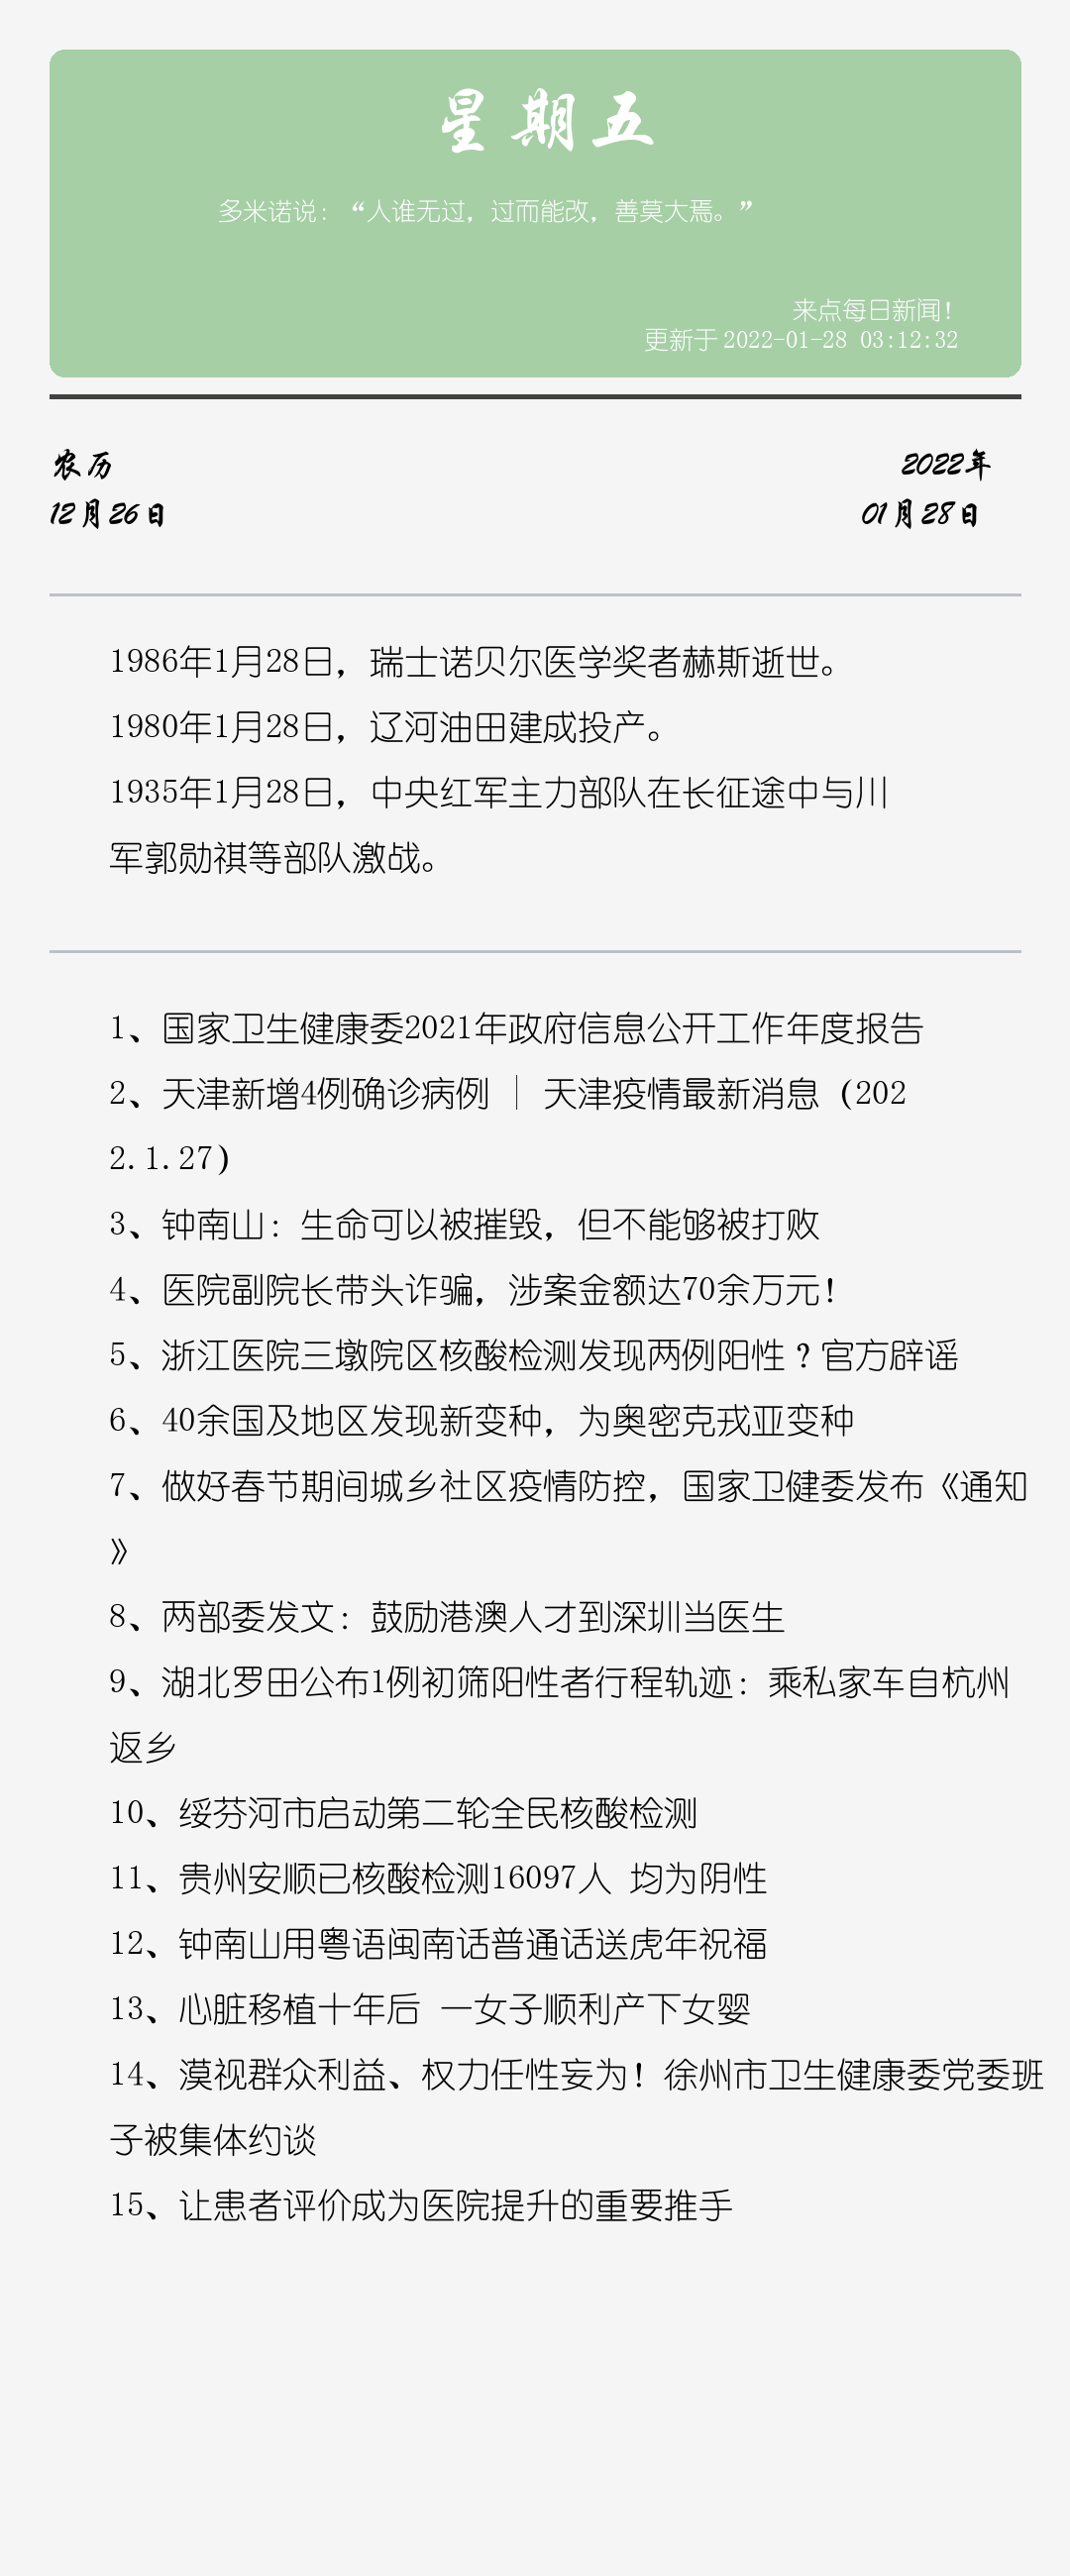 星期五
多米诺说：“人谁无过，过而能改，善莫大焉。”
来点每日新闻！
更新于2022-01-28 03:12:32
农历
12月26日
2022年
01月28日
1986年1月28日，瑞士诺贝尔医学奖者赫斯逝世。
1980年1月28日，辽河油田建成投产。
1935年1月28日，中央红军主力部队在长征途中与川
军郭勋祺等部队激战。
1、国家卫生健康委2021年政府信息公开工作年度报告
2、天津新增4例确诊病例 ｜ 天津疫情最新消息（202
2.1.27）
3、钟南山：生命可以被摧毁，但不能够被打败
4、医院副院长带头诈骗，涉案金额达70余万元！
5、浙江医院三墩院区核酸检测发现两例阳性？官方辟谣
6、40余国及地区发现新变种，为奥密克戎亚变种
7、做好春节期间城乡社区疫情防控，国家卫健委发布《通知
》
8、两部委发文：鼓励港澳人才到深圳当医生
9、湖北罗田公布1例初筛阳性者行程轨迹：乘私家车自杭州
返乡
10、绥芬河市启动第二轮全民核酸检测
11、贵州安顺已核酸检测16097人 均为阴性
12、钟南山用粤语闽南话普通话送虎年祝福
13、心脏移植十年后 一女子顺利产下女婴
14、漠视群众利益、权力任性妄为！徐州市卫生健康委党委班
子被集体约谈
15、让患者评价成为医院提升的重要推手